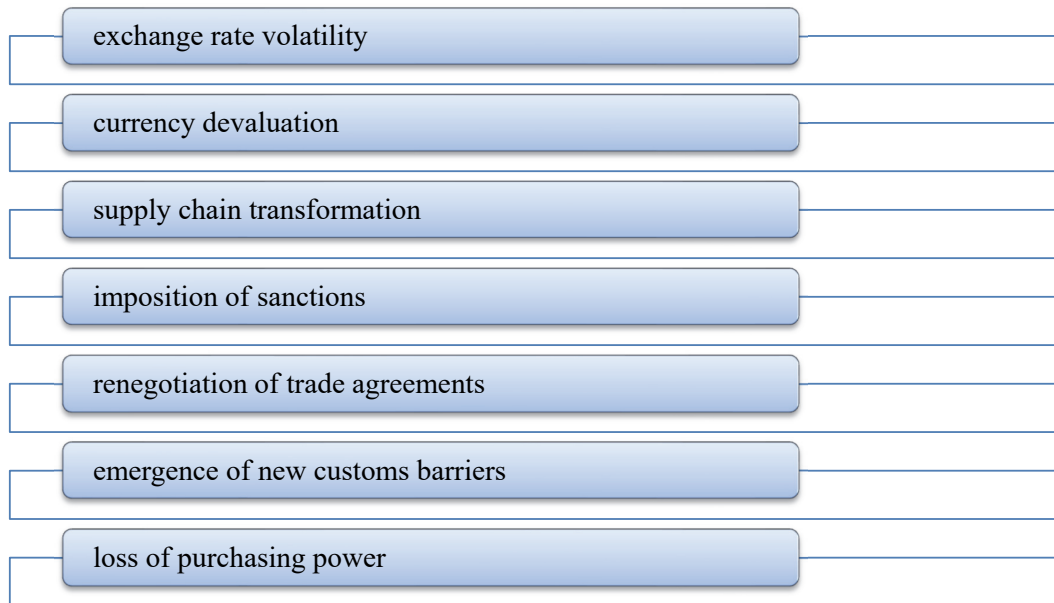 exchange rate volatility
currency devaluation
supply chain transformation
imposition of sanctions
renegotiation of trade agreements
emergence of new customs barriers
loss of purchasing power